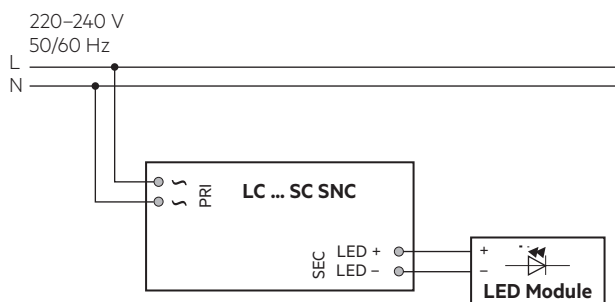 220–240 V
50/60 Hz
L
N
~
~
PRI
LC ... SC SNC
SEC
LED +
LED –
+
–
LED Module